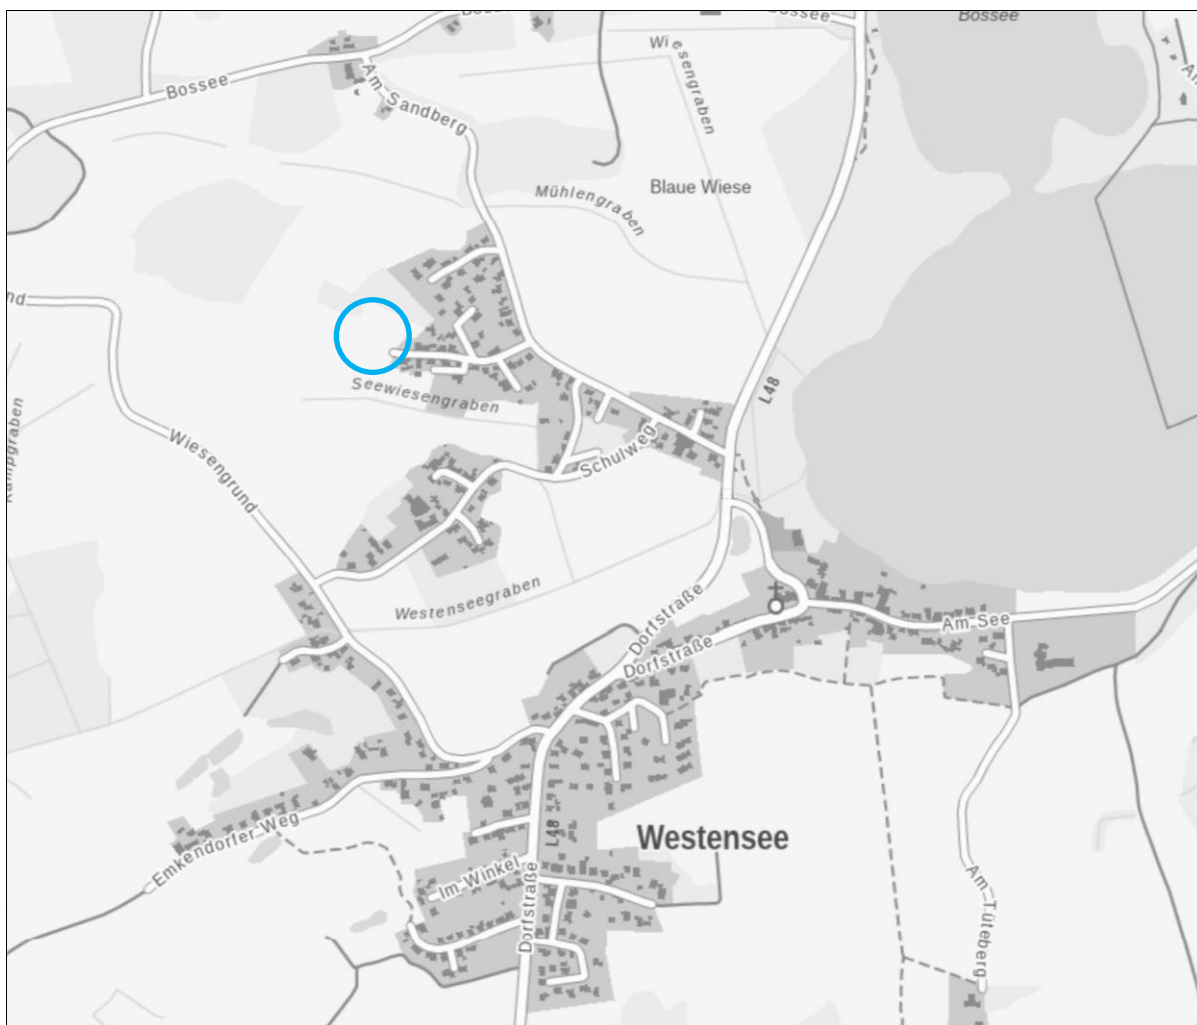 Bossee
Bossee
Bossee
Am Sandberg
Wiesengraben
Mühlengraben
Blaue Wiese
L48
Seewiesengraben
Wiesengrund
Schulweg
Westenseegraben
Dorfstraße
Dorfstraße
Am See
Westensee
L48
Emkendorfer Weg
Im Winkel
Dorfstraße
Am Tüteberg